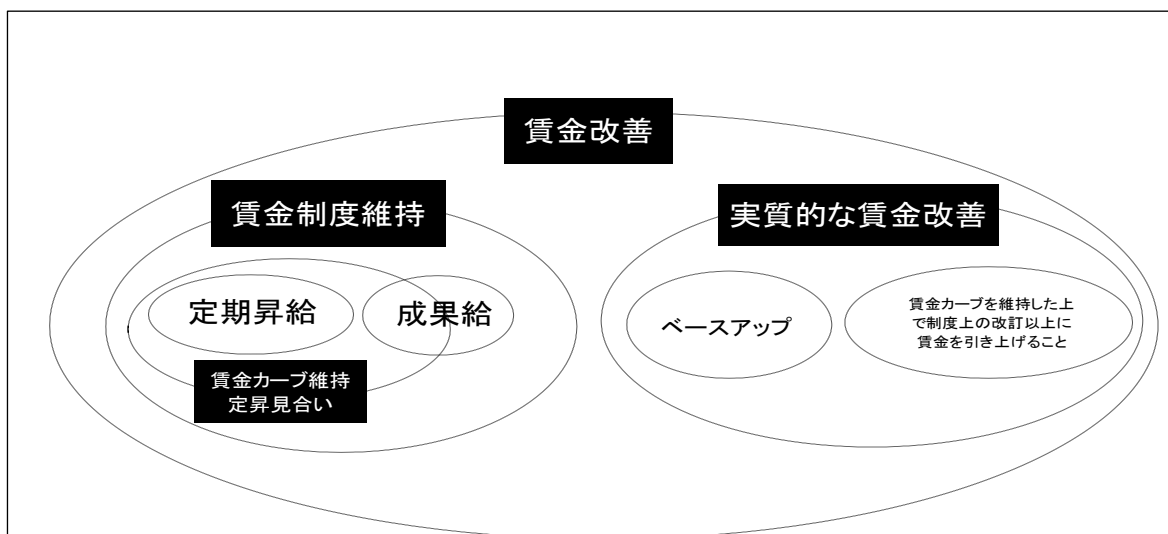 賃金改善
賃金制度維持
実質的な賃金改善
定期昇給
成果給
賃金カーブ維持
定昇見合い
ベースアップ
賃金カーブを維持した上
で制度上の改訂以上に
賃金を引き上げること